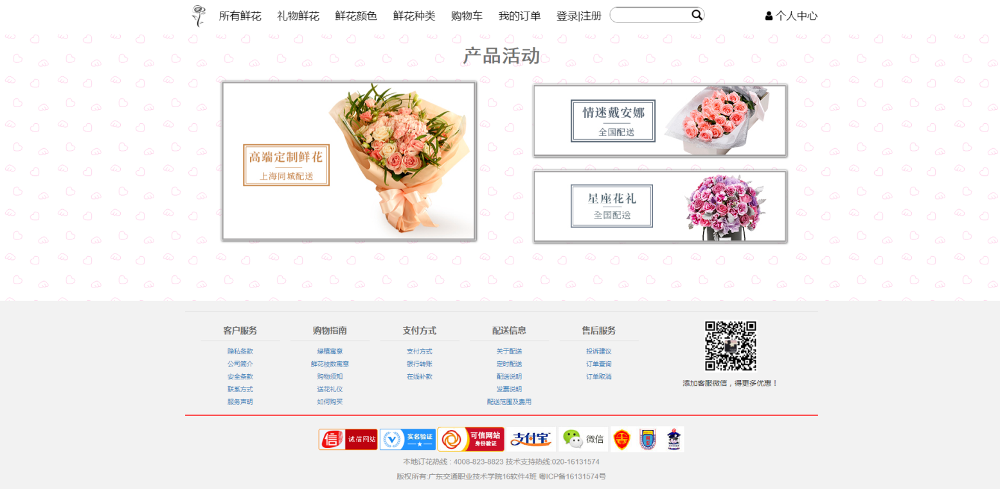 所有鲜花 礼物鲜花 鲜花颜色 鲜花种类 购物车 我的订单 登录|注册 个人中心
产品活动
高端定制鲜花
上海同城配送
情迷戴安娜
全国配送
星座花礼
全国配送
客户服务 购物指南 支付方式 配送信息 售后服务
隐私条款 绿植寓意 支付方式 关于配送 投诉建议
公司简介 鲜花枝数寓意 银行转账 定时配送 订单查询
安全条款 购物须知 在线补款 配送说明 订单取消
联系方式 送花礼仪 发票说明
服务声明 如何购买 配送范围及费用
添加客服微信，得更多优惠！
信 诚信网站 实名验证 可信网站 身份验证 支付宝 微信
本地订花热线 : 4008-823-8823 技术支持热线:020-16131574
版权所有:广东交通职业技术学院16软件4班 粤ICP备16131574号